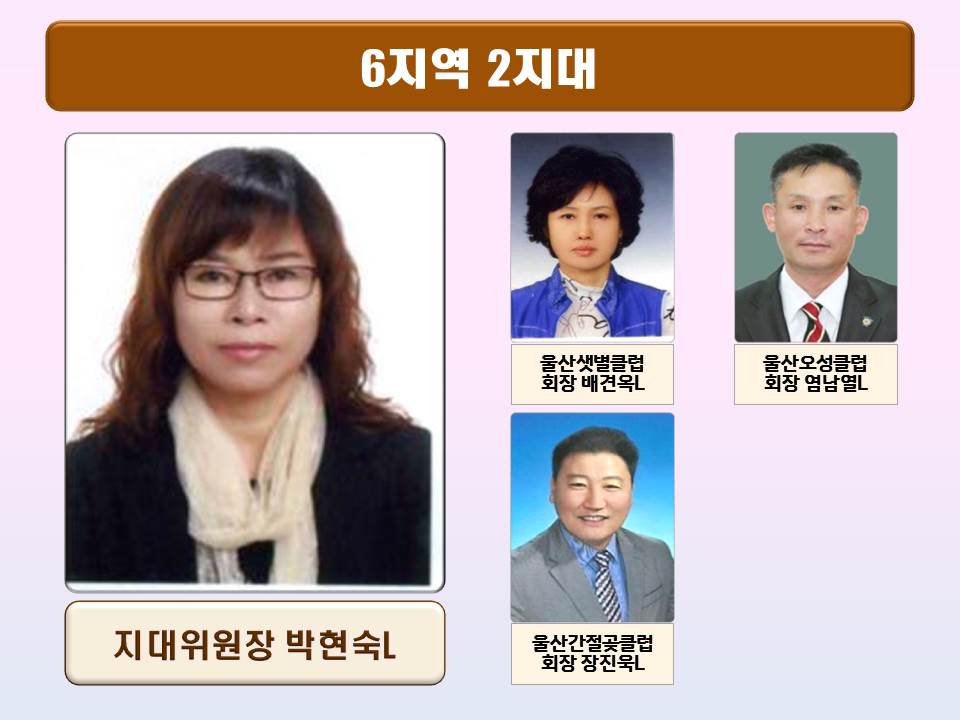 6지역 2지대
지대위원장 박현숙L
울산샛별클럽
회장 배견옥L
울산오성클럽
회장 염남열L
울산간절곶클럽
회장 장진욱L